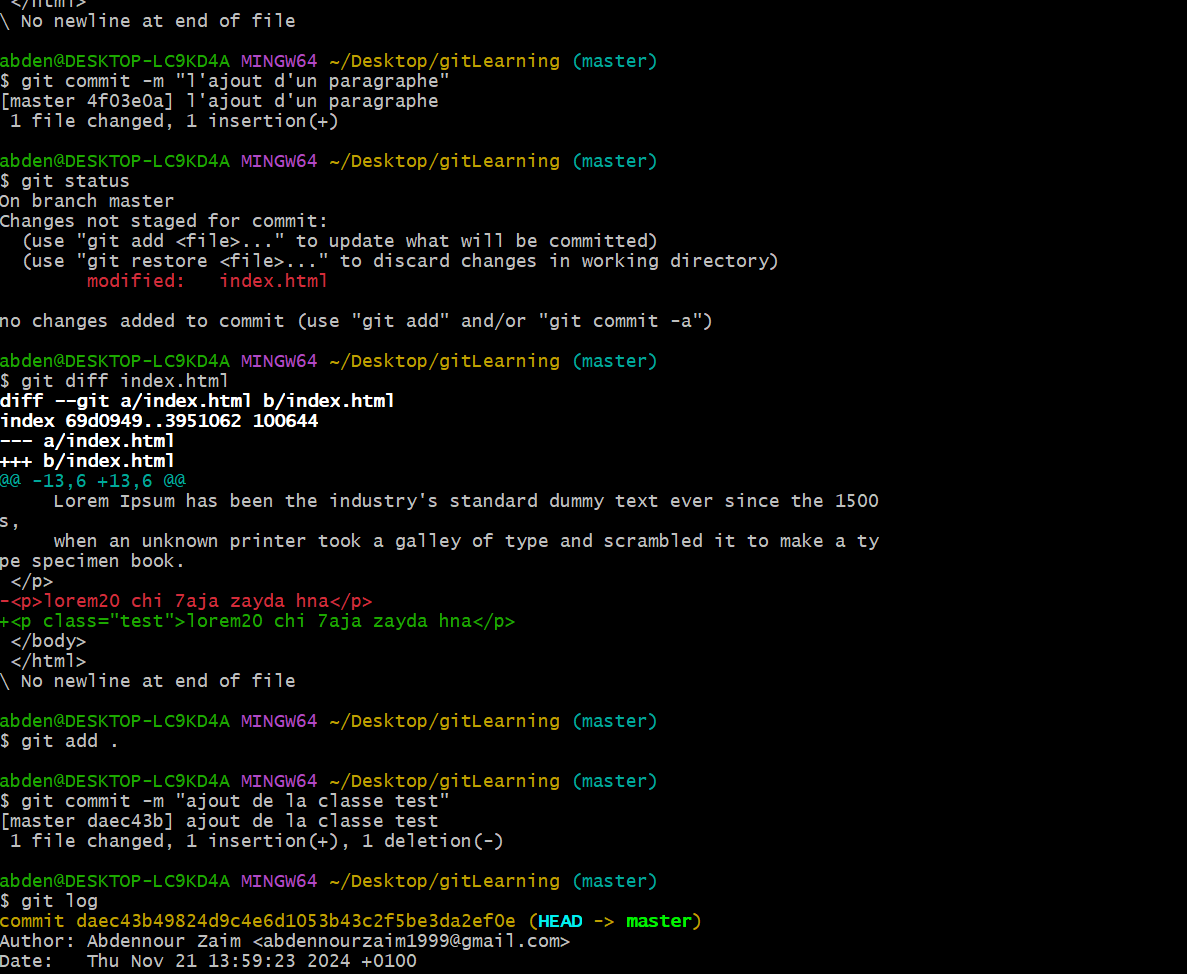 </html>
\ No newline at end of file
abden@DESKTOP-LC9KD4A MINGW64 ~/Desktop/gitLearning (master)
$ git commit -m "l'ajout d'un paragraphe"
[master 4f03e0a] l'ajout d'un paragraphe
 1 file changed, 1 insertion(+)
abden@DESKTOP-LC9KD4A MINGW64 ~/Desktop/gitLearning (master)
$ git status
On branch master
Changes not staged for commit:
  (use "git add <file>..." to update what will be committed)
  (use "git restore <file>..." to discard changes in working directory)
        modified:   index.html
no changes added to commit (use "git add" and/or "git commit -a")
abden@DESKTOP-LC9KD4A MINGW64 ~/Desktop/gitLearning (master)
$ git diff index.html
diff --git a/index.html b/index.html
index 69d0949..3951062 100644
--- a/index.html
+++ b/index.html
@@ -13,6 +13,6 @@
     Lorem Ipsum has been the industry's standard dummy text ever since the 1500
s,
     when an unknown printer took a galley of type and scrambled it to make a ty
pe specimen book.
 </p>
-<p>lorem20 chi 7aja zayda hna</p>
+<p class="test">lorem20 chi 7aja zayda hna</p>
 </body>
 </html>
\ No newline at end of file
abden@DESKTOP-LC9KD4A MINGW64 ~/Desktop/gitLearning (master)
$ git add .
abden@DESKTOP-LC9KD4A MINGW64 ~/Desktop/gitLearning (master)
$ git commit -m "ajout de la classe test"
[master daec43b] ajout de la classe test
 1 file changed, 1 insertion(+), 1 deletion(-)
abden@DESKTOP-LC9KD4A MINGW64 ~/Desktop/gitLearning (master)
$ git log
commit daec43b49824d9c4e6d1053b43c2f5be3da2ef0e (HEAD -> master)
Author: Abdennour Zaim <abdennourzaim1999@gmail.com>
Date:   Thu Nov 21 13:59:23 2024 +0100